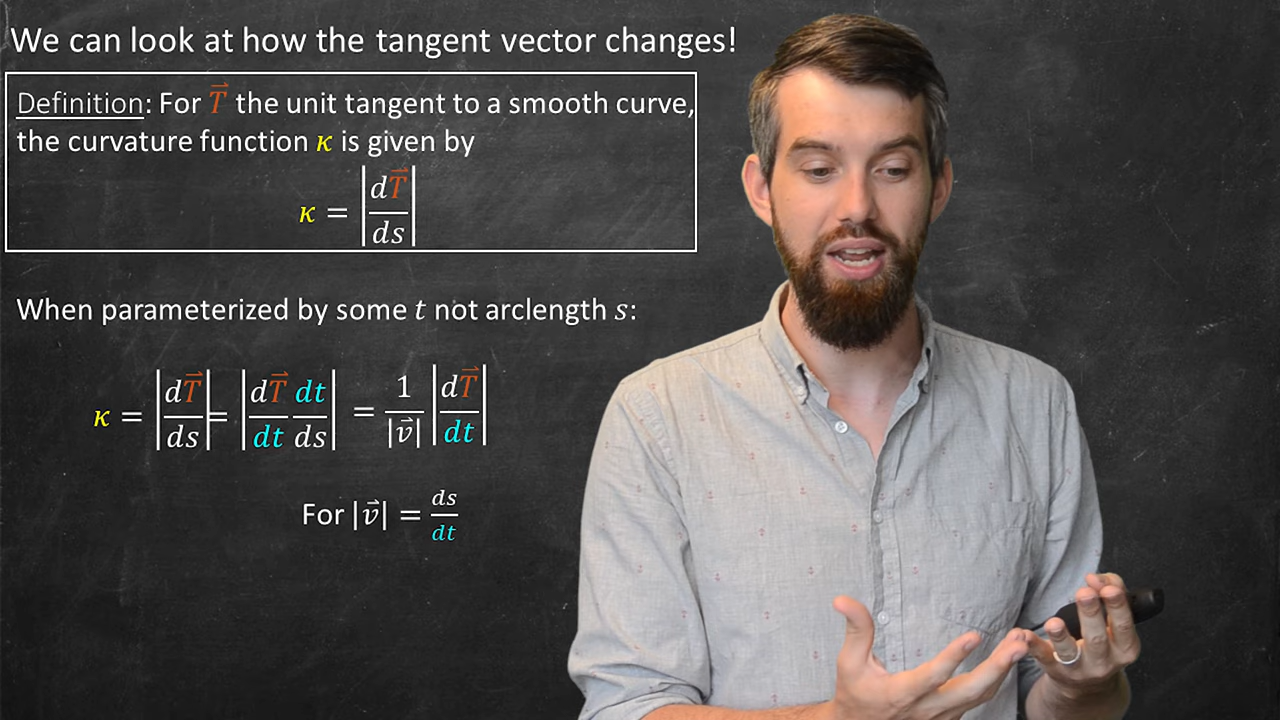 We can look at how the tangent vector changes!
Definition: For T⃗ the unit tangent to a smooth curve,
the curvature function κ is given by
κ = |dT⃗/ds|
When parameterized by some t not arclength s:
κ = |dT⃗/ds| = |dT⃗/dt dt/ds| = 1/|v⃗| |dT⃗/dt|
For |v⃗| = ds/dt